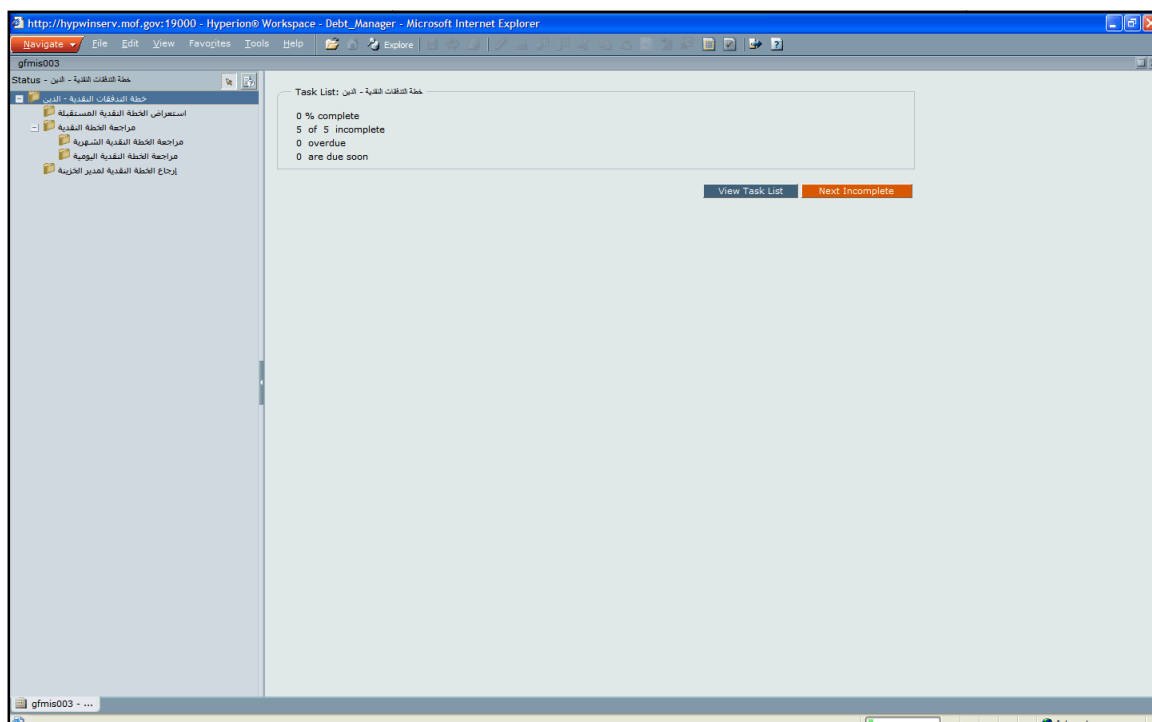 http://hypwinserv.mof.gov:19000 - Hyperion® Workspace - Debt_Manager - Microsoft Internet Explorer
Navigate File Edit View Favorites Tools Help Explore
gfmis003
Status - خطة التدفقات النقدية - الدين
خطة التدفقات النقدية - الدين
استعراض الخطة النقدية المستقبلة
مراجعة الخطة النقدية
مراجعة الخطة النقدية الشهرية
مراجعة الخطة النقدية اليومية
إرجاع الخطة النقدية لمدير الخزينة
Task List: خطة التدفقات النقدية - الدين
0 % complete
5 of 5 incomplete
0 overdue
0 are due soon
View Task List Next Incomplete
gfmis003 - ...